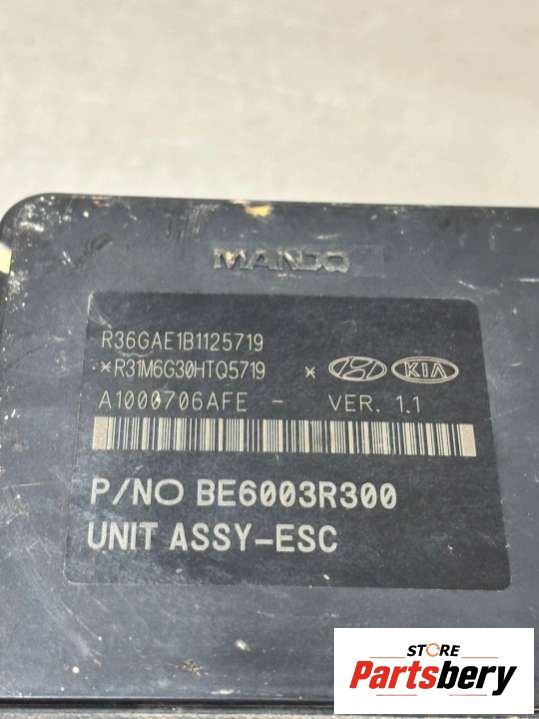 MANDO
R36GAE1B1125719
*R31M6G30HTQ5719 *
KIA
A1000706AFE - VER. 1.1
P/NO BE6003R300
UNIT ASSY-ESC
STORE
Partsbery